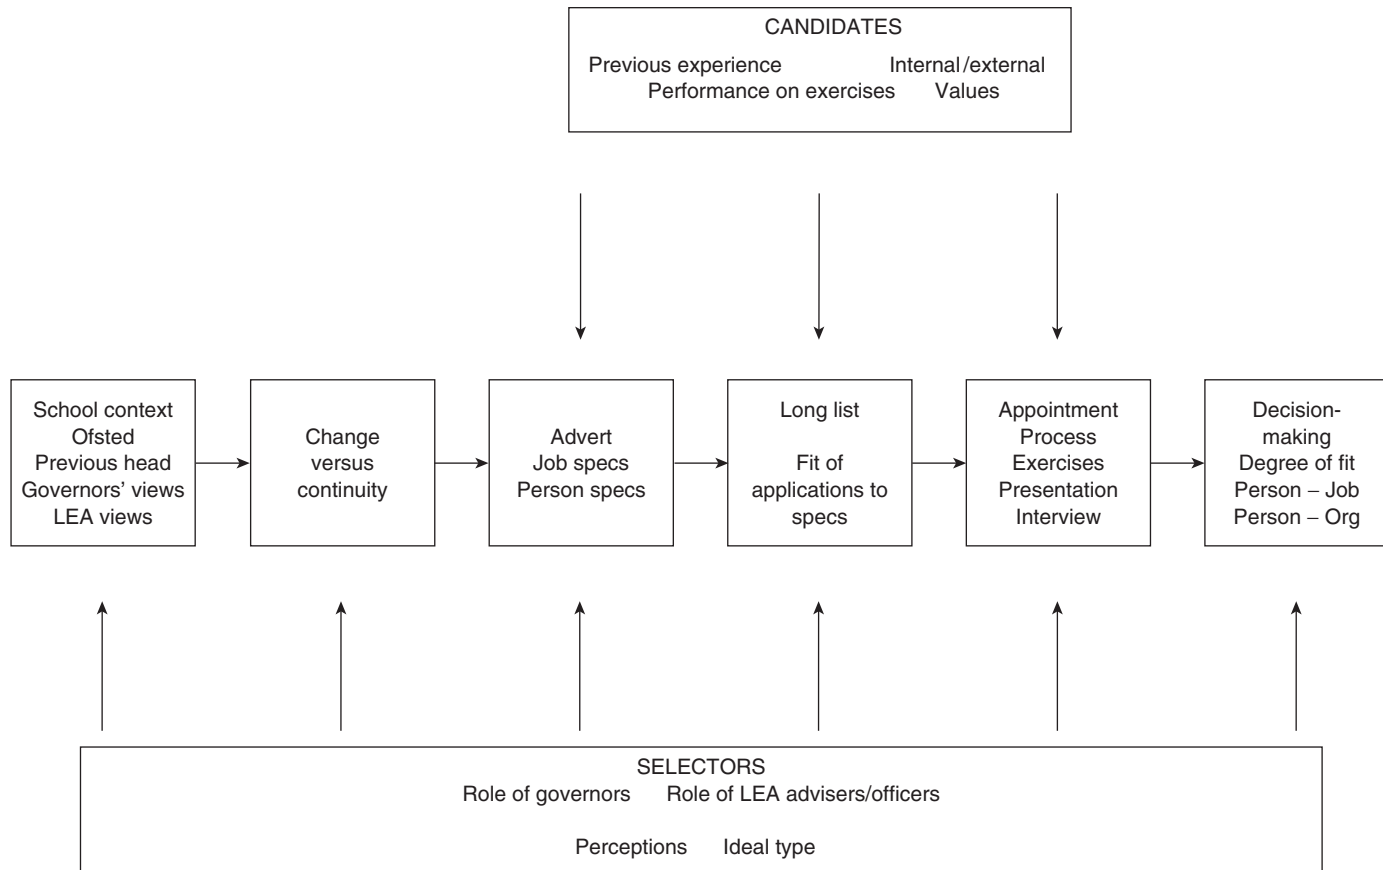 CANDIDATES
Previous experience Internal/external
Performance on exercises Values
School context
Ofsted
Previous head
Governors’ views
LEA views
Change
versus
continuity
Advert
Job specs
Person specs
Long list
Fit of
applications to
specs
Appointment
Process
Exercises
Presentation
Interview
Decision-
making
Degree of fit
Person – Job
Person – Org
SELECTORS
Role of governors Role of LEA advisers/officers
Perceptions Ideal type